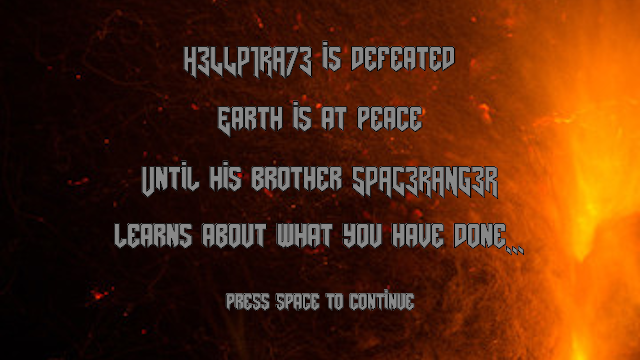 H3LLP1RA73 is defeated
Earth is at peace
Until his brother SPAC3RANG3R
learns about what you have done...
press space to continue